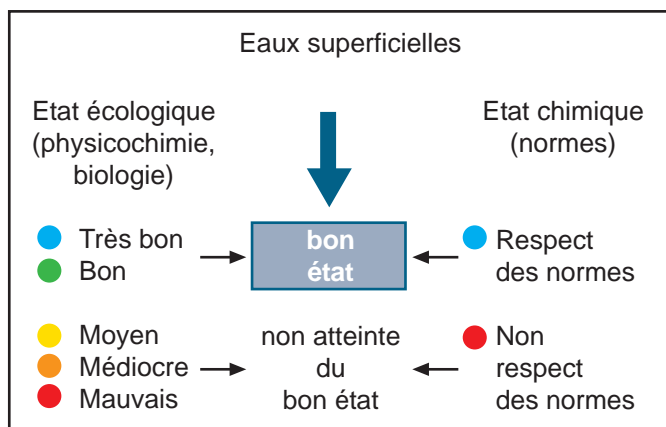 Eaux superficielles
Etat écologique
(physicochimie,
biologie)
Etat chimique
(normes)
Très bon
Bon
bon
état
Respect
des normes
Moyen
Médiocre
Mauvais
non atteinte
du
bon état
Non
respect
des normes